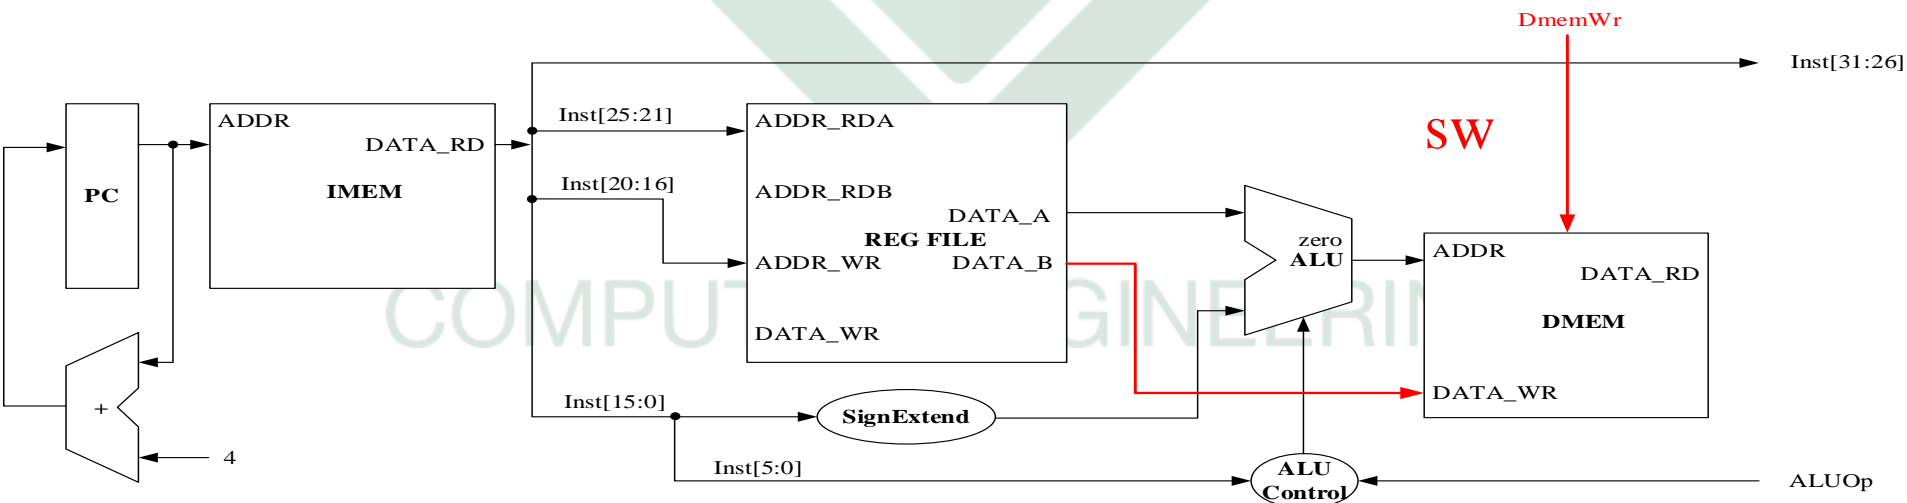 DmemWr
Inst[31:26]
ADDR
DATA_RD
IMEM
PC
Inst[25:21]
Inst[20:16]
ADDR_RDA
ADDR_RDB
DATA_A
REG FILE
ADDR_WR
DATA_B
DATA_WR
SW
zero
ALU
ADDR
DATA_RD
DMEM
DATA_WR
+
4
Inst[15:0]
SignExtend
Inst[5:0]
ALU
Control
ALUOp